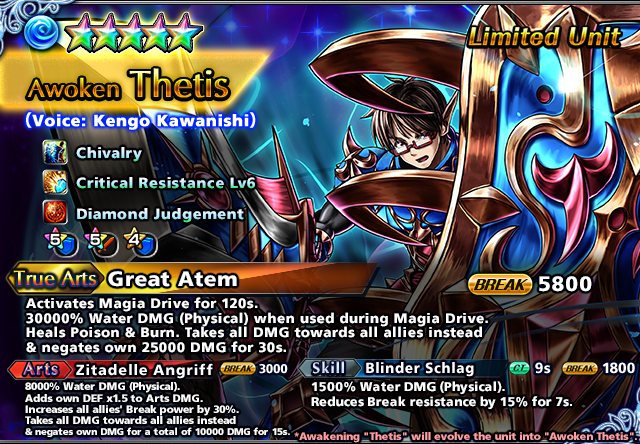 Limited Unit
Awoken Thetis
(Voice: Kengo Kawanishi)
Chivalry
Critical Resistance Lv6
Diamond Judgement
5 5 4
True Arts Great Atem BREAK 5800
Activates Magia Drive for 120s.
30000% Water DMG (Physical) when used during Magia Drive.
Heals Poison & Burn. Takes all DMG towards all allies instead
& negates own 25000 DMG for 30s.
Arts Zitadelle Angriff BREAK 3000
8000% Water DMG (Physical).
Adds own DEF x1.5 to Arts DMG.
Increases all allies' Break power by 30%.
Takes all DMG towards all allies instead
& negates own DMG for a total of 10000 DMG for 15s.
Skill Blinder Schlag CT 9s BREAK 1800
1500% Water DMG (Physical).
Reduces Break resistance by 15% for 7s.
*Awakening "Thetis" will evolve the unit into "Awoken Thetis".